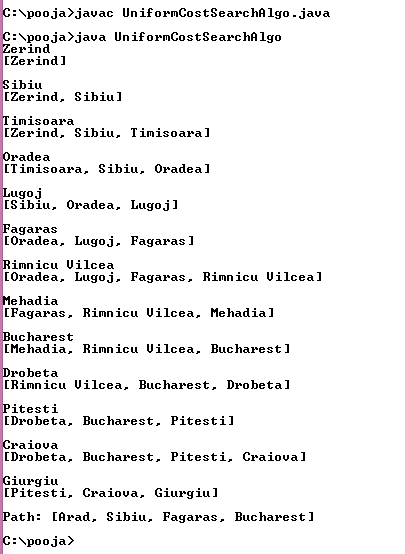 C:\pooja>javac UniformCostSearchAlgo.java
C:\pooja>java UniformCostSearchAlgo
Zerind
[Zerind]
Sibiu
[Zerind, Sibiu]
Timisoara
[Zerind, Sibiu, Timisoara]
Oradea
[Timisoara, Sibiu, Oradea]
Lugoj
[Sibiu, Oradea, Lugoj]
Fagaras
[Oradea, Lugoj, Fagaras]
Rimnicu Vilcea
[Oradea, Lugoj, Fagaras, Rimnicu Vilcea]
Mehadia
[Fagaras, Rimnicu Vilcea, Mehadia]
Bucharest
[Mehadia, Rimnicu Vilcea, Bucharest]
Drobeta
[Rimnicu Vilcea, Bucharest, Drobeta]
Pitesti
[Drobeta, Bucharest, Pitesti]
Craiova
[Drobeta, Bucharest, Pitesti, Craiova]
Giurgiu
[Pitesti, Craiova, Giurgiu]
Path: [Arad, Sibiu, Fagaras, Bucharest]
C:\pooja>